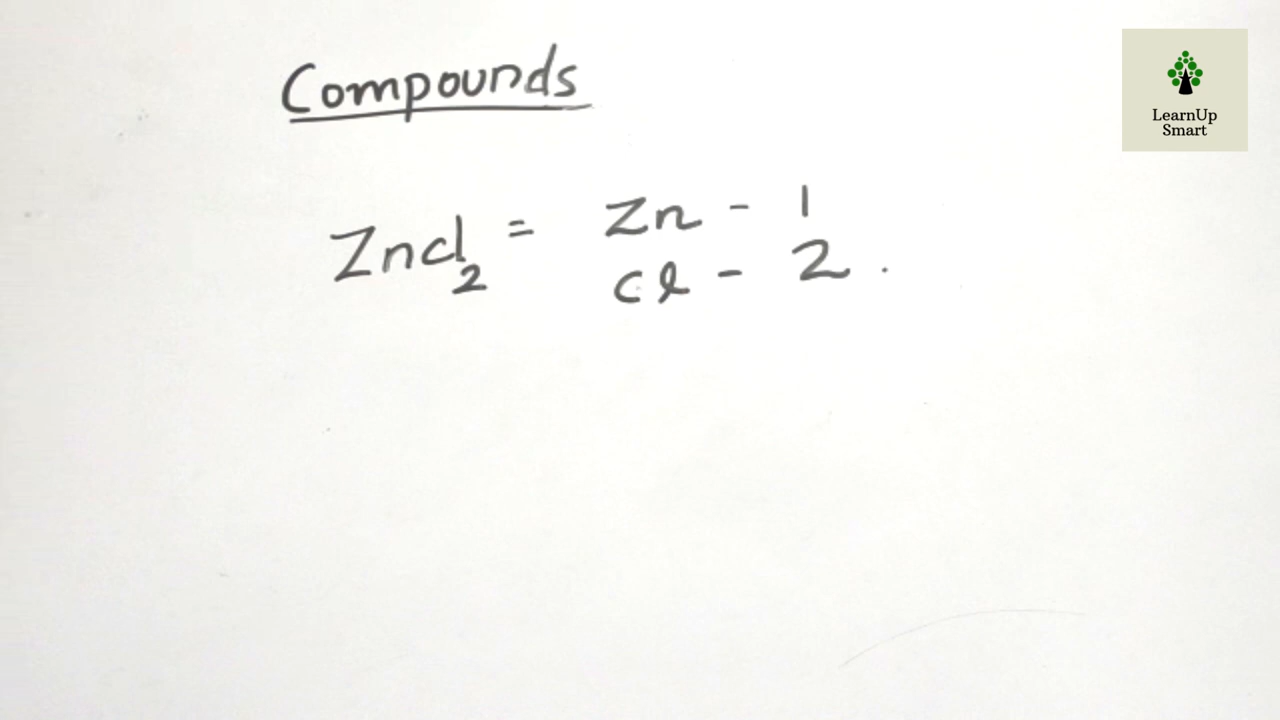 Compounds
LearnUp
Smart
Zncl₂ = Zn - 1
cl - 2 .